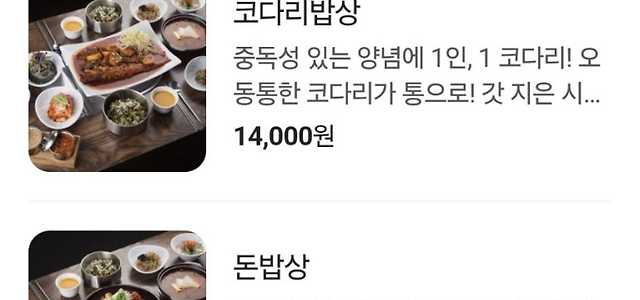 코다리밥상
중독성 있는 양념에 1인, 1 코다리! 오
동통한 코다리가 통으로! 갓 지은 시...
14,000원
돈밥상